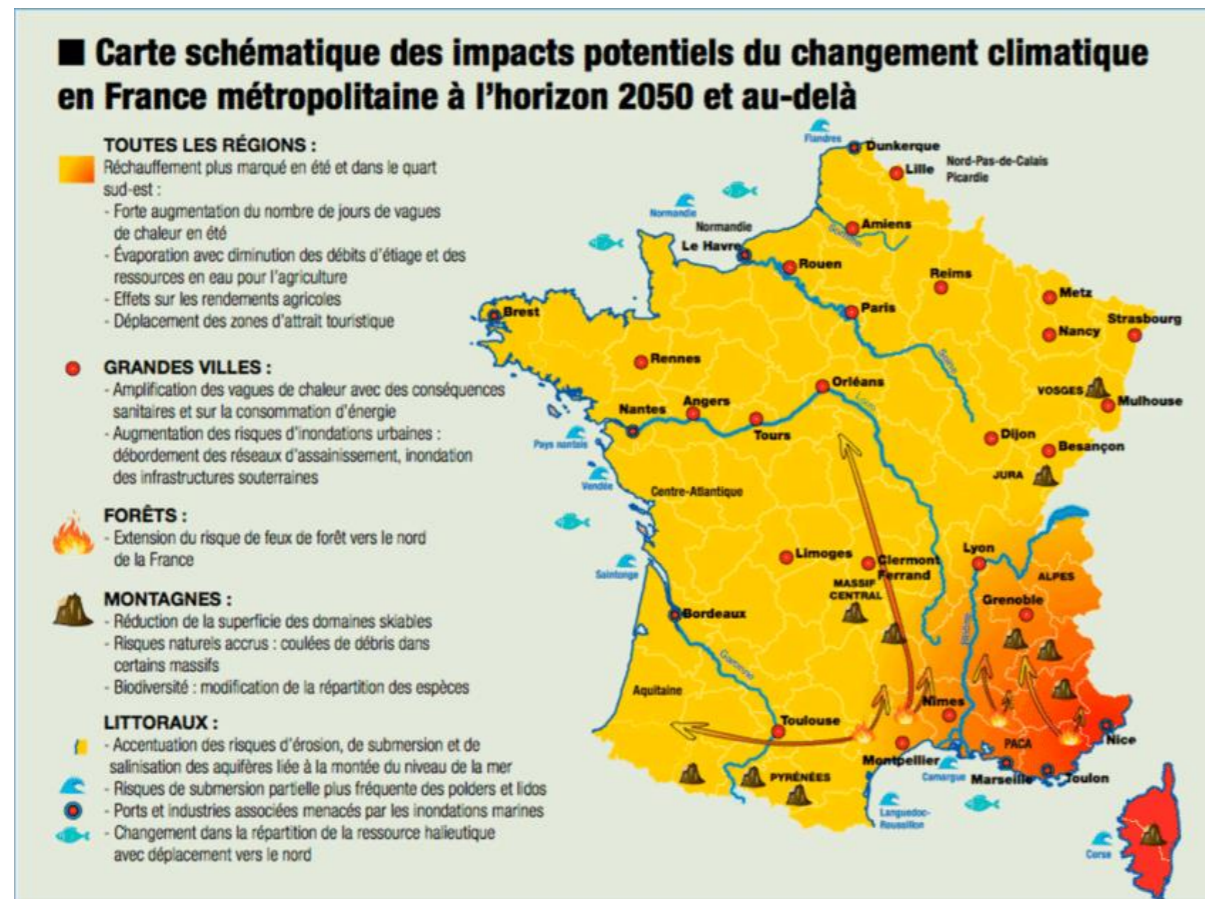 ■ Carte schématique des impacts potentiels du changement climatique
en France métropolitaine à l'horizon 2050 et au-delà
TOUTES LES RÉGIONS :
Réchauffement plus marqué en été et dans le quart
sud-est :
- Forte augmentation du nombre de jours de vagues
de chaleur en été
- Évaporation avec diminution des débits d'étiage et des
ressources en eau pour l'agriculture
- Effets sur les rendements agricoles
- Déplacement des zones d'attrait touristique
GRANDES VILLES :
- Amplification des vagues de chaleur avec des conséquences
sanitaires et sur la consommation d'énergie
- Augmentation des risques d'inondations urbaines :
débordement des réseaux d'assainissement, inondation
des infrastructures souterraines
FORÊTS :
- Extension du risque de feux de forêt vers le nord
de la France
MONTAGNES :
- Réduction de la superficie des domaines skiables
- Risques naturels accrus : coulées de débris dans
certains massifs
- Biodiversité : modification de la répartition des espèces
LITTORAUX :
- Accentuation des risques d'érosion, de submersion et de
salinisation des aquifères liée à la montée du niveau de la mer
- Risques de submersion partielle plus fréquente des polders et lidos
- Ports et industries associées menacés par les inondations marines
- Changement dans la répartition de la ressource halieutique
avec déplacement vers le nord
Flandres
Dunkerque
Lille
Nord-Pas-de-Calais
Picardie
Normandie
Normandie
Amiens
Somme
Le Havre
Rouen
Reims
Metz
Paris
Strasbourg
Nancy
Brest
Rennes
Seine
Orléans
VOSGES
Mulhouse
Angers
Nantes
Loire
Tours
Dijon
Besançon
Pays nantais
JURA
Vendée
Centre-Atlantique
Limoges
Clermont
Ferrand
Lyon
Saintonge
MASSIF
CENTRAL
ALPES
Grenoble
Bordeaux
Rhône
Garonne
Aquitaine
Toulouse
Nîmes
Nice
PACA
Montpellier
Camargue
Marseille
Toulon
PYRÉNÉES
Languedoc-
Roussillon
Corse